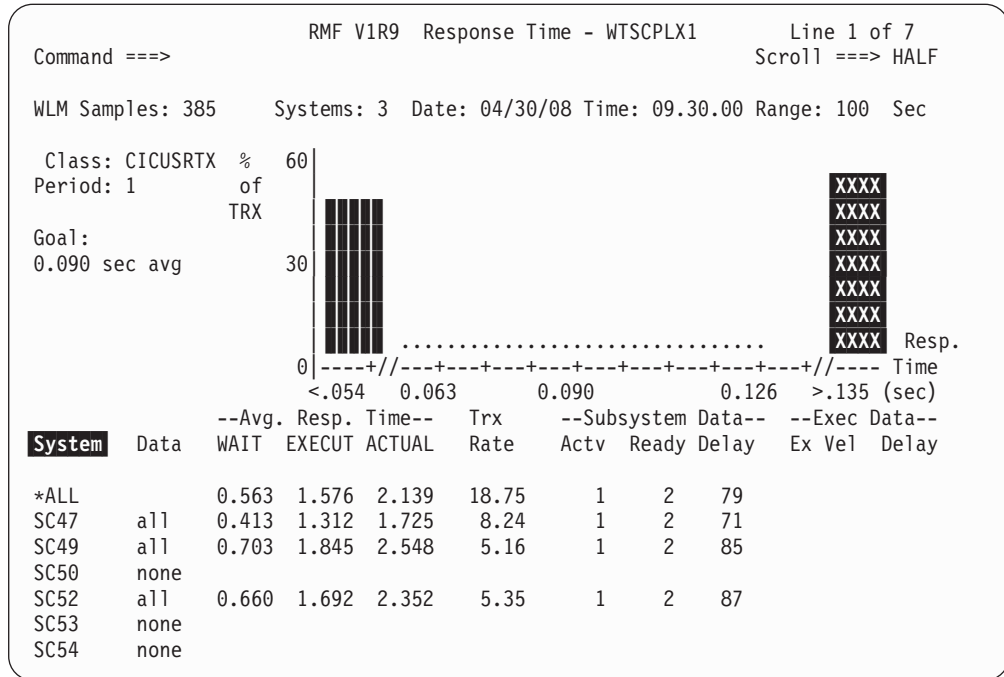 RMF V1R9  Response Time - WTSCPLX1        Line 1 of 7
Command ===>                                                  Scroll ===> HALF
WLM Samples: 385     Systems: 3  Date: 04/30/08 Time: 09.30.00 Range: 100  Sec
Class: CICUSRTX  %   60|
Period: 1        of    |                                              XXXX
TRX    |                                              XXXX
Goal:                  |                                              XXXX
0.090 sec avg        30|                                              XXXX
|                                              XXXX
|                                              XXXX
|       ................................       XXXX  Resp.
0|----+//---+---+---+---+---+---+---+---+---+//---- Time
<.054   0.063       0.090             0.126   >.135 (sec)
--Avg. Resp. Time--   Trx    --Subsystem Data--  --Exec Data--
System   Data   WAIT  EXECUT ACTUAL   Rate    Actv  Ready Delay   Ex Vel  Delay
*ALL            0.563  1.576  2.139   18.75      1     2    79
SC47     all    0.413  1.312  1.725    8.24      1     2    71
SC49     all    0.703  1.845  2.548    5.16      1     2    85
SC50     none
SC52     all    0.660  1.692  2.352    5.35      1     2    87
SC53     none
SC54     none